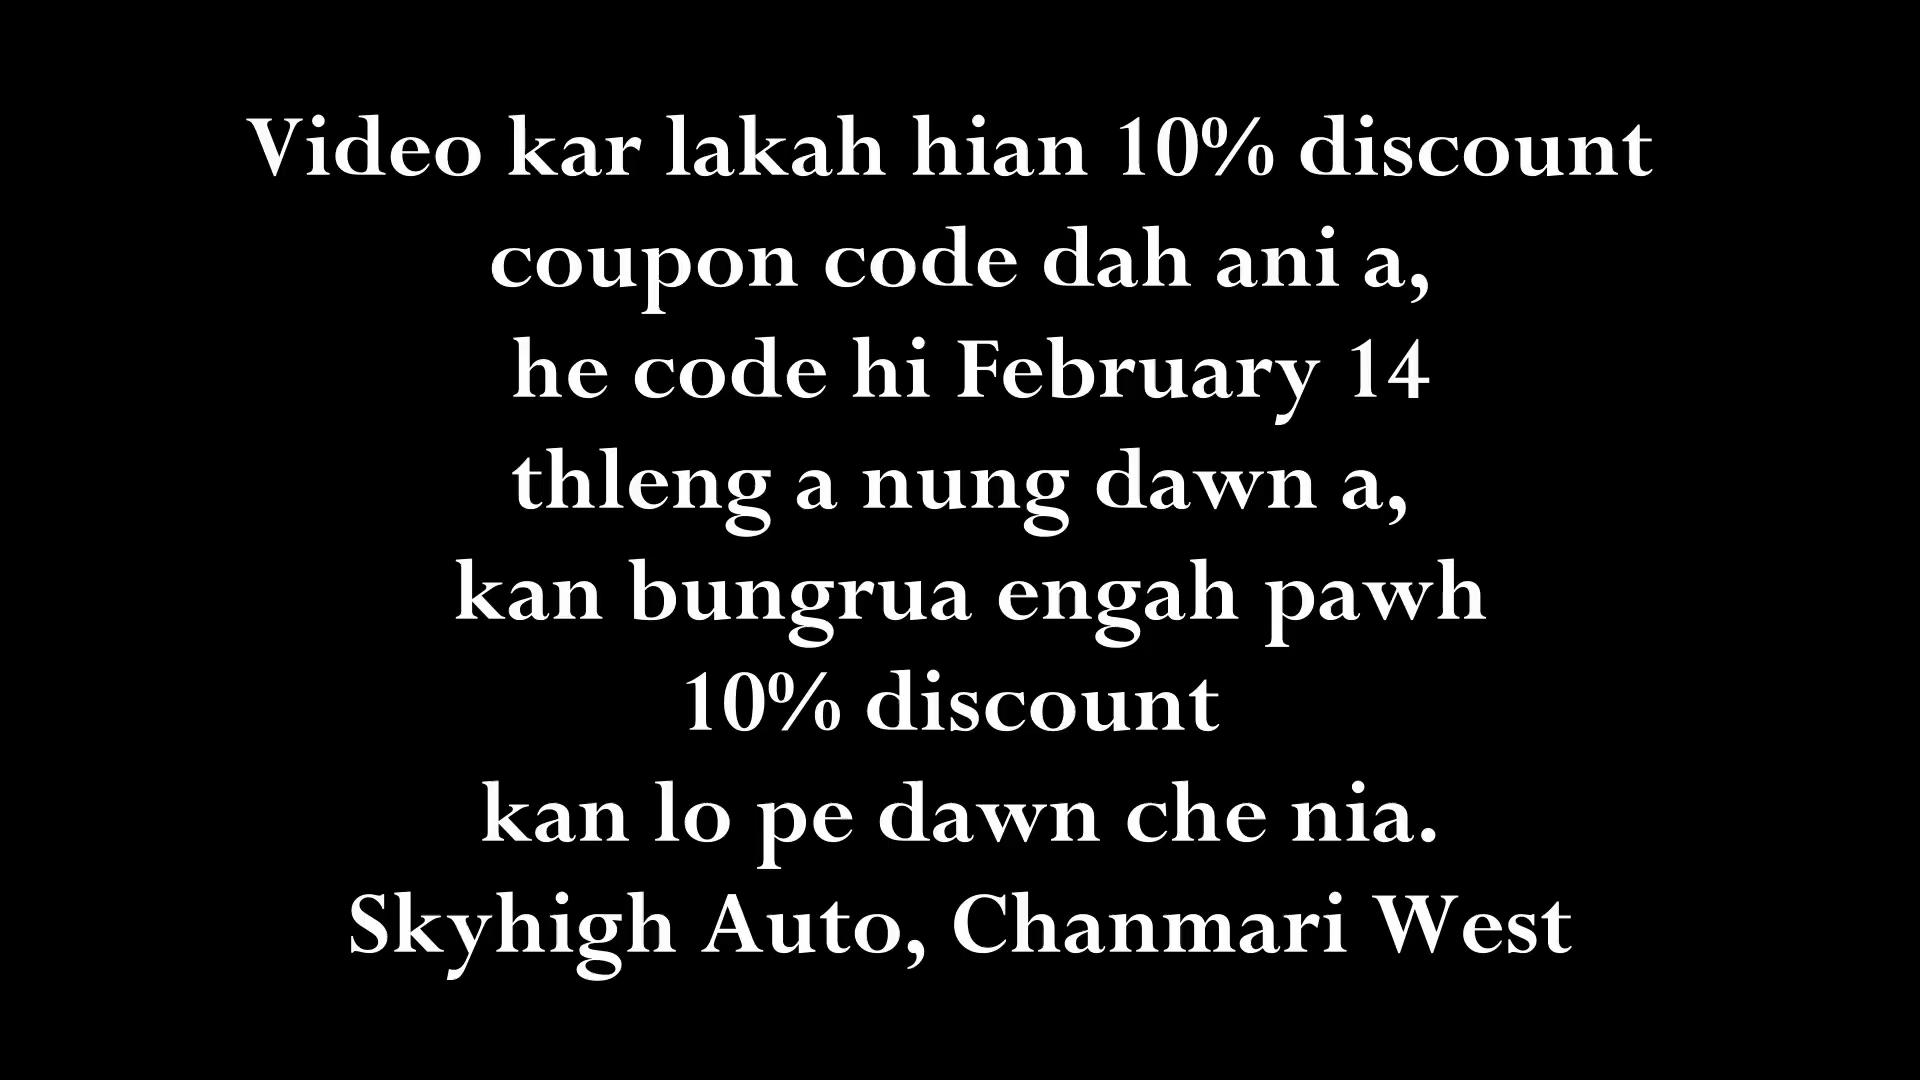 Video kar lakah hian 10% discount
coupon code dah ani a,
he code hi February 14
thleng a nung dawn a,
kan bungrua engah pawh
10% discount
kan lo pe dawn che nia.
Skyhigh Auto, Chanmari West